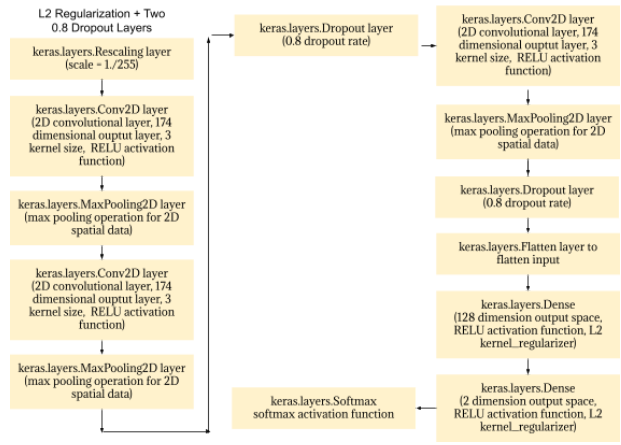 L2 Regularization + Two
0.8 Dropout Layers
keras.layers.Rescaling layer
(scale = 1./255)
keras.layers.Conv2D layer
(2D convolutional layer, 174
dimensional ouptut layer, 3
kernel size, RELU activation
function)
keras.layers.MaxPooling2D layer
(max pooling operation for 2D
spatial data)
keras.layers.Conv2D layer
(2D convolutional layer, 174
dimensional ouptut layer, 3
kernel size, RELU activation
function)
keras.layers.MaxPooling2D layer
(max pooling operation for 2D
spatial data)
keras.layers.Dropout layer
(0.8 dropout rate)
keras.layers.Conv2D layer
(2D convolutional layer, 174
dimensional ouptut layer, 3
kernel size, RELU activation
function)
keras.layers.MaxPooling2D layer
(max pooling operation for 2D
spatial data)
keras.layers.Dropout layer
(0.8 dropout rate)
keras.layers.Flatten layer to
flatten input
keras.layers.Dense
(128 dimension output space,
RELU activation function, L2
kernel_regularizer)
keras.layers.Dense
(2 dimension output space,
RELU activation function, L2
kernel_regularizer)
keras.layers.Softmax
softmax activation function